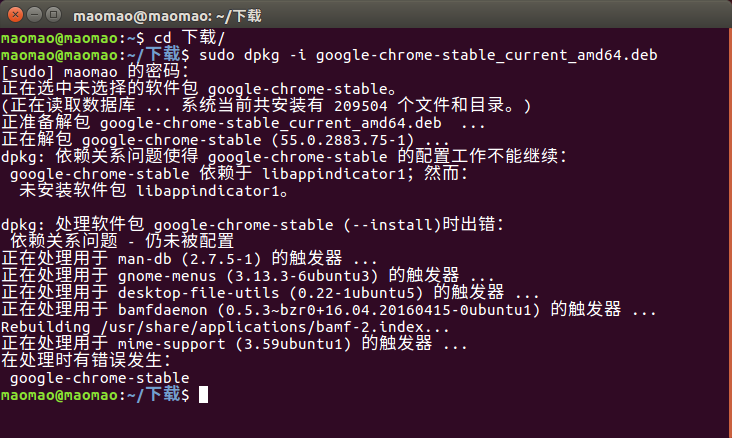 maomao@maomao: ~/下载
maomao@maomao:~$ cd 下载/
maomao@maomao:~/下载$ sudo dpkg -i google-chrome-stable_current_amd64.deb
[sudo] maomao 的密码：
正在选中未选择的软件包 google-chrome-stable。
(正在读取数据库 ... 系统当前共安装有 209504 个文件和目录。)
正准备解包 google-chrome-stable_current_amd64.deb  ...
正在解包 google-chrome-stable (55.0.2883.75-1) ...
dpkg: 依赖关系问题使得 google-chrome-stable 的配置工作不能继续：
 google-chrome-stable 依赖于 libappindicator1；然而：
  未安装软件包 libappindicator1。

dpkg: 处理软件包 google-chrome-stable (--install)时出错：
 依赖关系问题 - 仍未被配置
正在处理用于 man-db (2.7.5-1) 的触发器 ...
正在处理用于 gnome-menus (3.13.3-6ubuntu3) 的触发器 ...
正在处理用于 desktop-file-utils (0.22-1ubuntu5) 的触发器 ...
正在处理用于 bamfdaemon (0.5.3~bzr0+16.04.20160415-0ubuntu1) 的触发器 ...
Rebuilding /usr/share/applications/bamf-2.index...
正在处理用于 mime-support (3.59ubuntu1) 的触发器 ...
在处理时有错误发生：
 google-chrome-stable
maomao@maomao:~/下载$